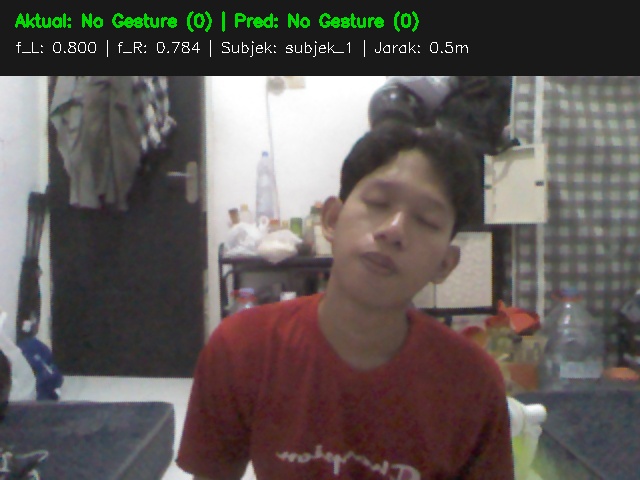 Aktual: No Gesture (0) | Pred: No Gesture (0)
f_L: 0.800 | f_R: 0.784 | Subjek: subjek_1 | Jarak: 0.5m
Champion